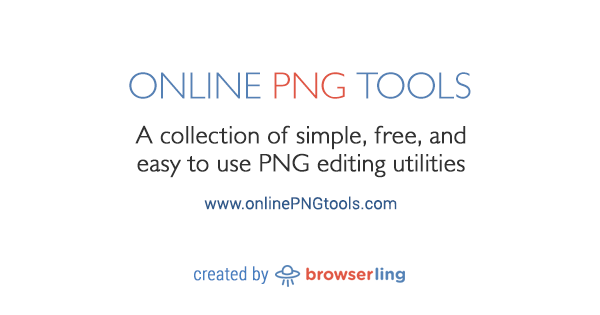 ONLINE PNG TOOLS
A collection of simple, free, and
easy to use PNG editing utilities
www.onlinePNGtools.com
created by browserling